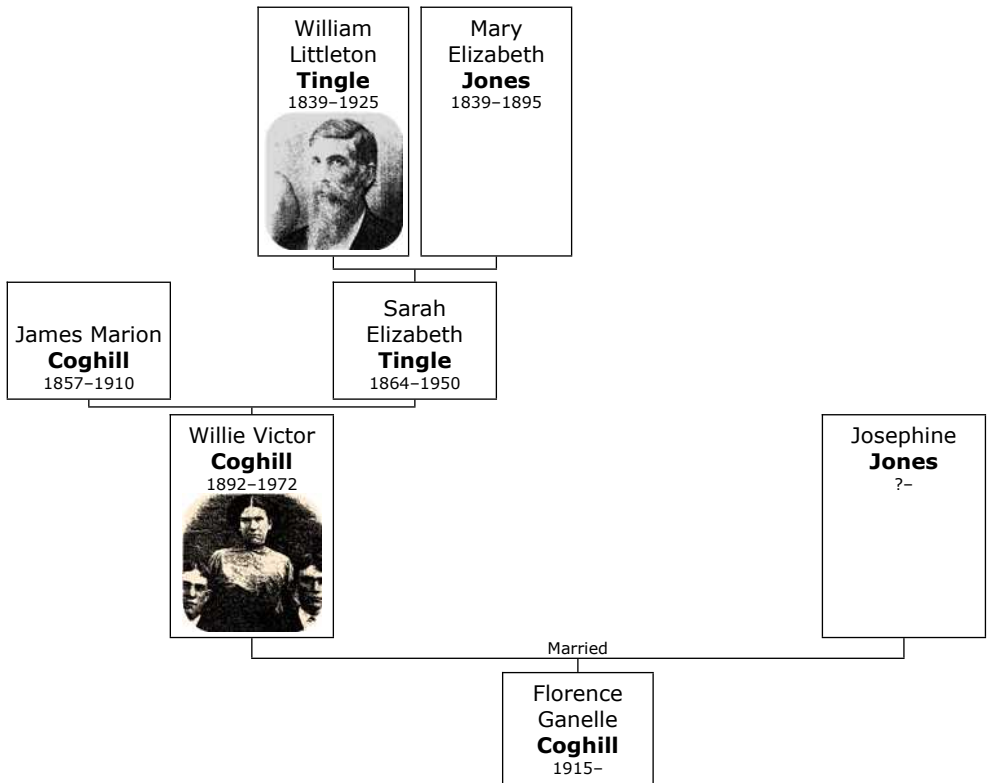 William
Littleton
Tingle
1839–1925
Mary
Elizabeth
Jones
1839–1895
James Marion
Coghill
1857–1910
Sarah
Elizabeth
Tingle
1864–1950
Willie Victor
Coghill
1892–1972
Josephine
Jones
?–
Married
Florence
Ganelle
Coghill
1915–